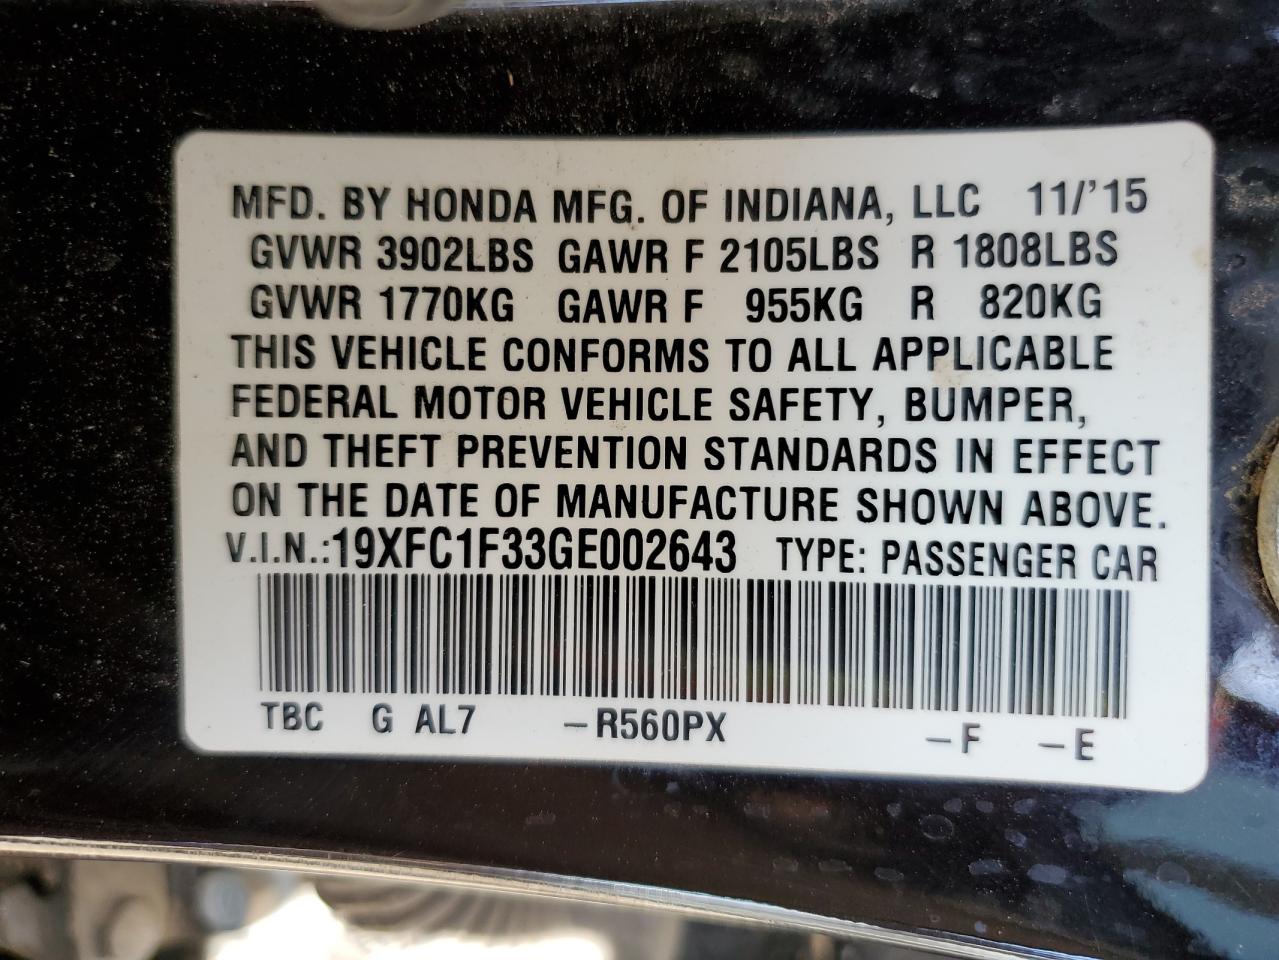 MFD. BY HONDA MFG. OF INDIANA, LLC 11/'15
GVWR 3902LBS GAWR F 2105LBS R 1808LBS
GVWR 1770KG GAWR F 955KG R 820KG
THIS VEHICLE CONFORMS TO ALL APPLICABLE
FEDERAL MOTOR VEHICLE SAFETY, BUMPER,
AND THEFT PREVENTION STANDARDS IN EFFECT
ON THE DATE OF MANUFACTURE SHOWN ABOVE.
V.I.N.:19XFC1F33GE002643 TYPE: PASSENGER CAR
TBC G AL7 –R560PX –F –E